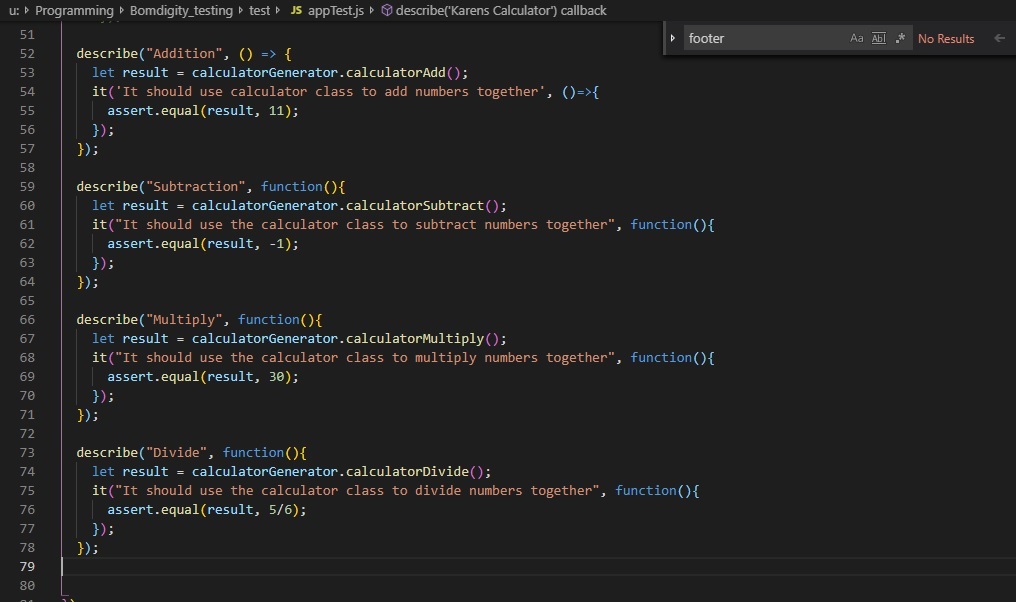 u: › Programming › Bomdigity_testing › test › JS appTest.js › describe('Karens Calculator') callback
footer Aa Abl .* No Results ←
51
52 describe("Addition", () => {
53 let result = calculatorGenerator.calculatorAdd();
54 it('It should use calculator class to add numbers together', ()=>{
55 assert.equal(result, 11);
56 });
57 });
58
59 describe("Subtraction", function(){
60 let result = calculatorGenerator.calculatorSubtract();
61 it("It should use the calculator class to subtract numbers together", function(){
62 assert.equal(result, -1);
63 });
64 });
65
66 describe("Multiply", function(){
67 let result = calculatorGenerator.calculatorMultiply();
68 it("It should use the calculator class to multiply numbers together", function(){
69 assert.equal(result, 30);
70 });
71 });
72
73 describe("Divide", function(){
74 let result = calculatorGenerator.calculatorDivide();
75 it("It should use the calculator class to divide numbers together", function(){
76 assert.equal(result, 5/6);
77 });
78 });
79
80